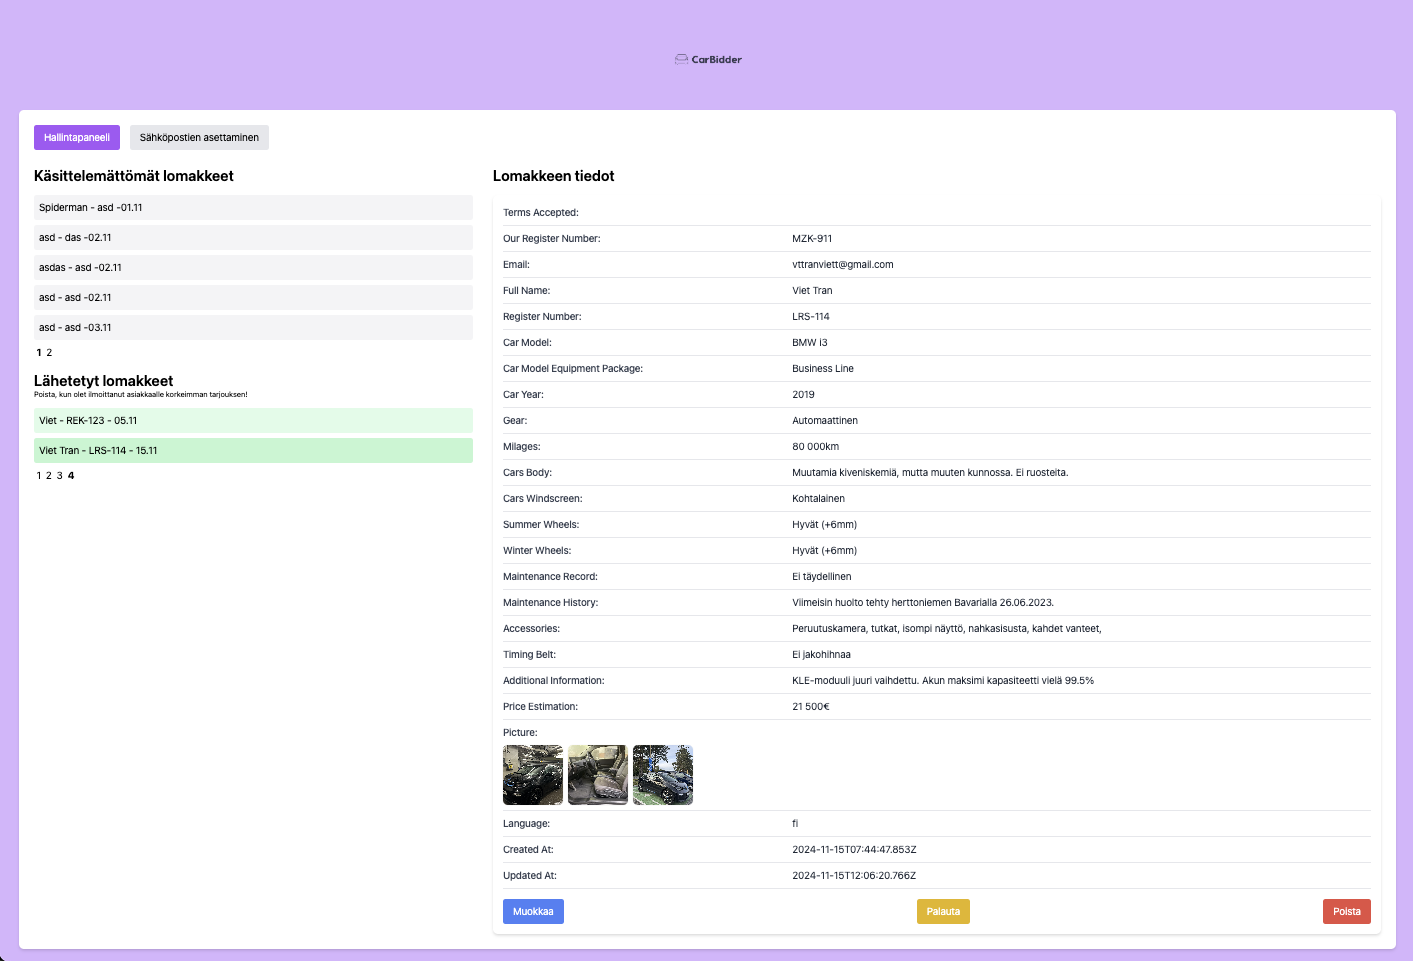 CarBidder
Hallintapaneeli
Sähköpostien asettaminen
Käsittelemättömät lomakkeet
Spiderman - asd -01.11
asd - das -02.11
asdas - asd -02.11
asd - asd -02.11
asd - asd -03.11
1 2
Lähetetyt lomakkeet
Poista, kun olet ilmoittanut asiakkaalle korkeimman tarjouksen!
Viet - REK-123 - 05.11
Viet Tran - LRS-114 - 15.11
1 2 3 4
Lomakkeen tiedot
Terms Accepted:
Our Register Number: MZK-911
Email: vttranviett@gmail.com
Full Name: Viet Tran
Register Number: LRS-114
Car Model: BMW i3
Car Model Equipment Package: Business Line
Car Year: 2019
Gear: Automaattinen
Milages: 80 000km
Cars Body: Muutamia kiveniskemiä, mutta muuten kunnossa. Ei ruosteita.
Cars Windscreen: Kohtalainen
Summer Wheels: Hyvät (+6mm)
Winter Wheels: Hyvät (+6mm)
Maintenance Record: Ei täydellinen
Maintenance History: Viimeisin huolto tehty herttoniemen Bavarialla 26.06.2023.
Accessories: Peruutuskamera, tutkat, isompi näyttö, nahkasisusta, kahdet vanteet,
Timing Belt: Ei jakohihnaa
Additional Information: KLE-moduuli juuri vaihdettu. Akun maksimi kapasiteetti vielä 99.5%
Price Estimation: 21 500€
Picture:
Language: fi
Created At: 2024-11-15T07:44:47.853Z
Updated At: 2024-11-15T12:06:20.766Z
Muokkaa
Palauta
Poista